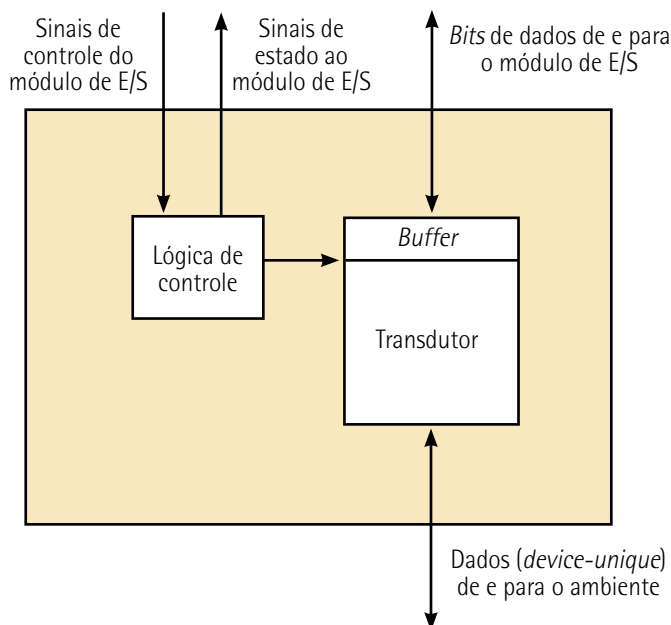 Sinais de
controle do
módulo de E/S
Sinais de
estado ao
módulo de E/S
Bits de dados de e para
o módulo de E/S
Lógica de
controle
Buffer
Transdutor
Dados (device-unique)
de e para o ambiente